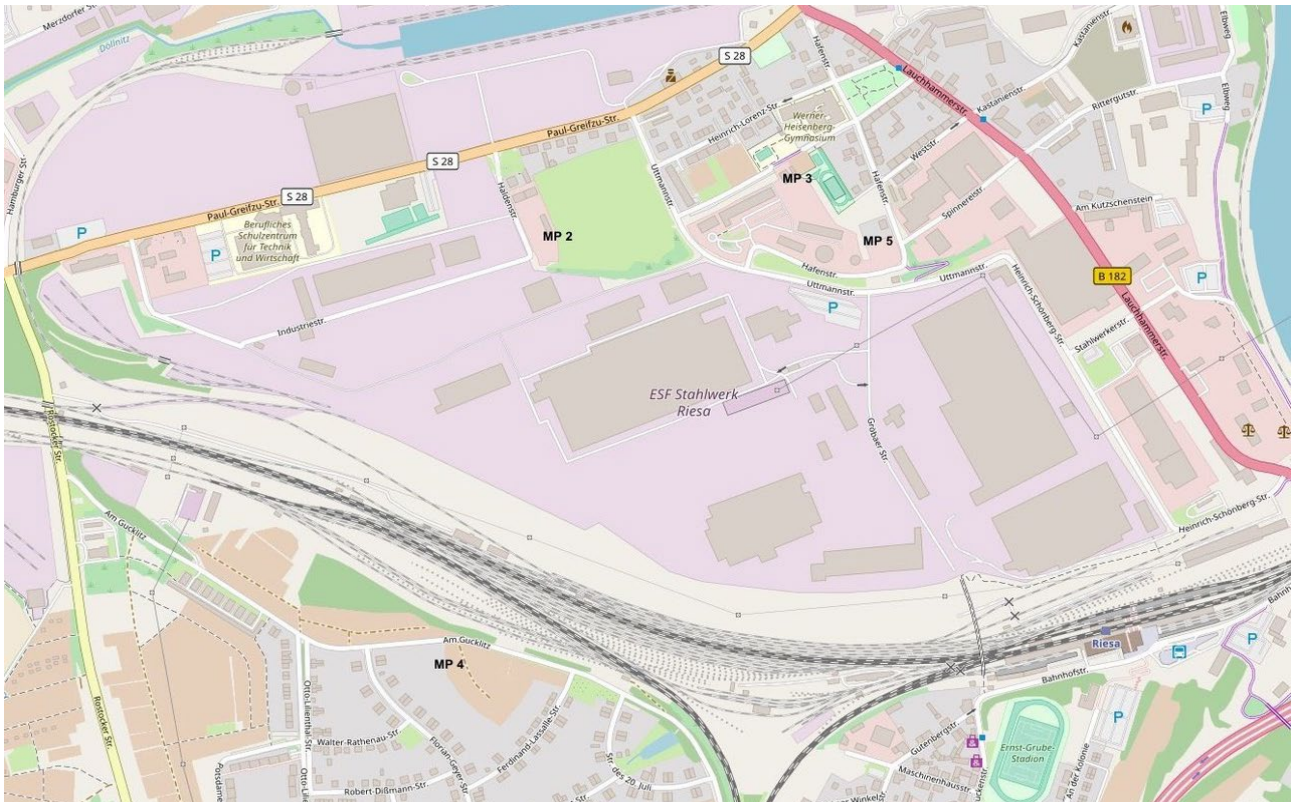 Merzdorfer Str.
Döllnitz
S 28
Hafenstr.
Lauchhammerstr.
Kastanienstr.
Elbweg
P
Kastanienstr.
Rittergutstr.
Elbweg
Paul-Greifzu-Str.
Heinrich-Lorenz-Str.
Werner-
Heisenberg-
Gymnasium
Weststr.
S 28
Hamburger Str.
Haldenstr.
Uttmannstr.
MP 3
Hafenstr.
Spinnereistr.
Am Kutzschenstein
S 28
Paul-Greifzu-Str.
P
Berufliches
Schulzentrum
für Technik
und Wirtschaft
P
MP 2
MP 5
Hafenstr.
Uttmannstr.
Uttmannstr.
B 182
P
P
Heinrich-Schönberg-Str.
Lauchhammerstr.
Stahlwerkerstr.
Industriestr.
ESF Stahlwerk
Riesa
Gröbaer Str.
Rostocker Str.
Am Gucklitz
Heinrich-Schönberg-Str.
Am Gucklitz
MP 4
Riesa
P
Bahnhofstr.
Rostocker Str.
Otto-Lilienthal-Str.
Walter-Rathenau-Str.
Florian-Geyer-Str.
Ferdinand-Lassalle-Str.
Str. des 20. Juli
Gutenbergstr.
Maschinenhausstr.
Ernst-Grube-
Stadion
P
An der Kolonie
Robert-Dißmann-Str.